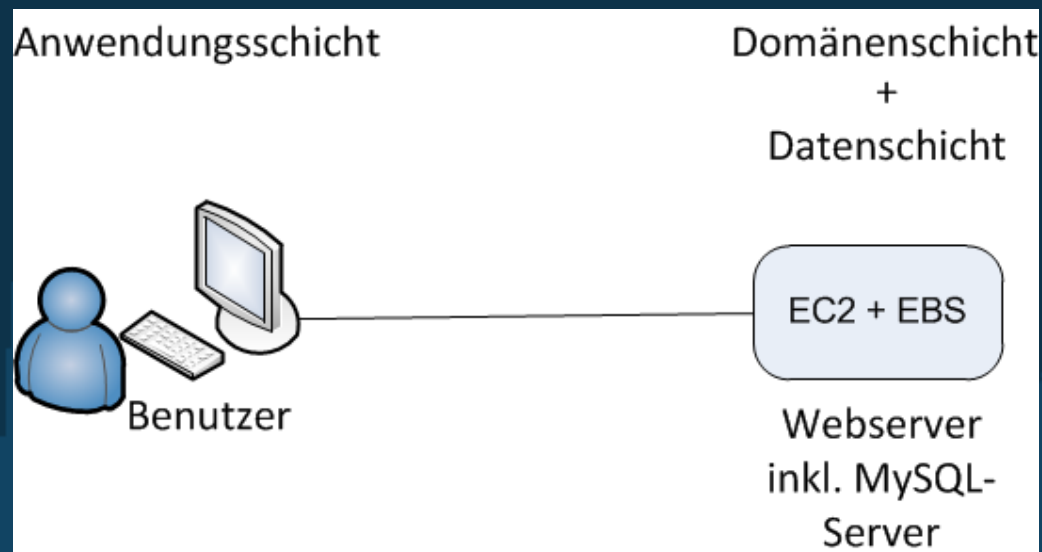 Anwendungsschicht
Domänenschicht
+
Datenschicht
EC2 + EBS
Benutzer
Webserver
inkl. MySQL-
Server